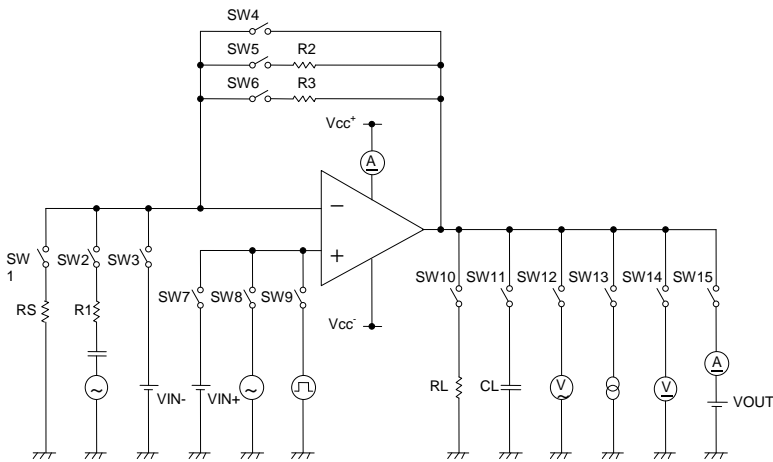 SW4
SW5 R2
SW6 R3
Vcc+
A
−
+
SW
1
SW2
SW3
SW7
SW8
SW9
Vcc-
SW10
SW11
SW12
SW13
SW14
SW15
RS
R1
VIN-
VIN+
~
~
RL
CL
V
~
V
A
VOUT